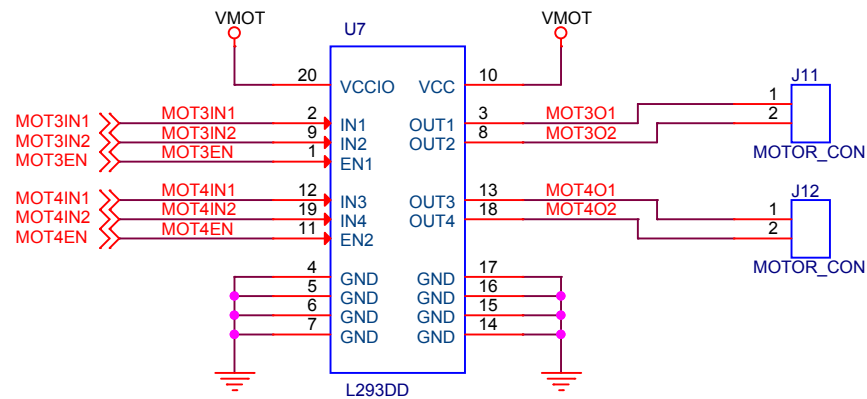 VMOT U7 VMOT
20 VCCIO VCC 10
J11
MOT3IN1 MOT3IN1 2 IN1 OUT1 3 MOT3O1 1
MOT3IN2 MOT3IN2 9 IN2 OUT2 8 MOT3O2 2
MOT3EN MOT3EN 1 EN1 MOTOR_CON
MOT4IN1 MOT4IN1 12 IN3 OUT3 13 MOT4O1 J12
MOT4IN2 MOT4IN2 19 IN4 OUT4 18 MOT4O2 1
MOT4EN MOT4EN 11 EN2 2
MOTOR_CON
4 GND GND 17
5 GND GND 16
6 GND GND 15
7 GND GND 14
L293DD